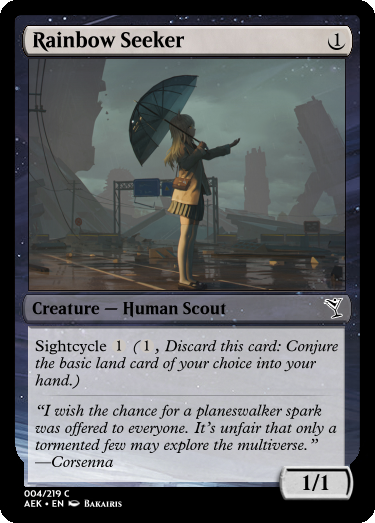 Rainbow Seeker 1
Creature — Human Scout
Sightcycle 1 (1, Discard this card: Conjure
the basic land card of your choice into your
hand.)
“I wish the chance for a planeswalker spark
was offered to everyone. It's unfair that only a
tormented few may explore the multiverse.”
—Corsenna
1/1
004/219 C
AEK • EN Bakairis